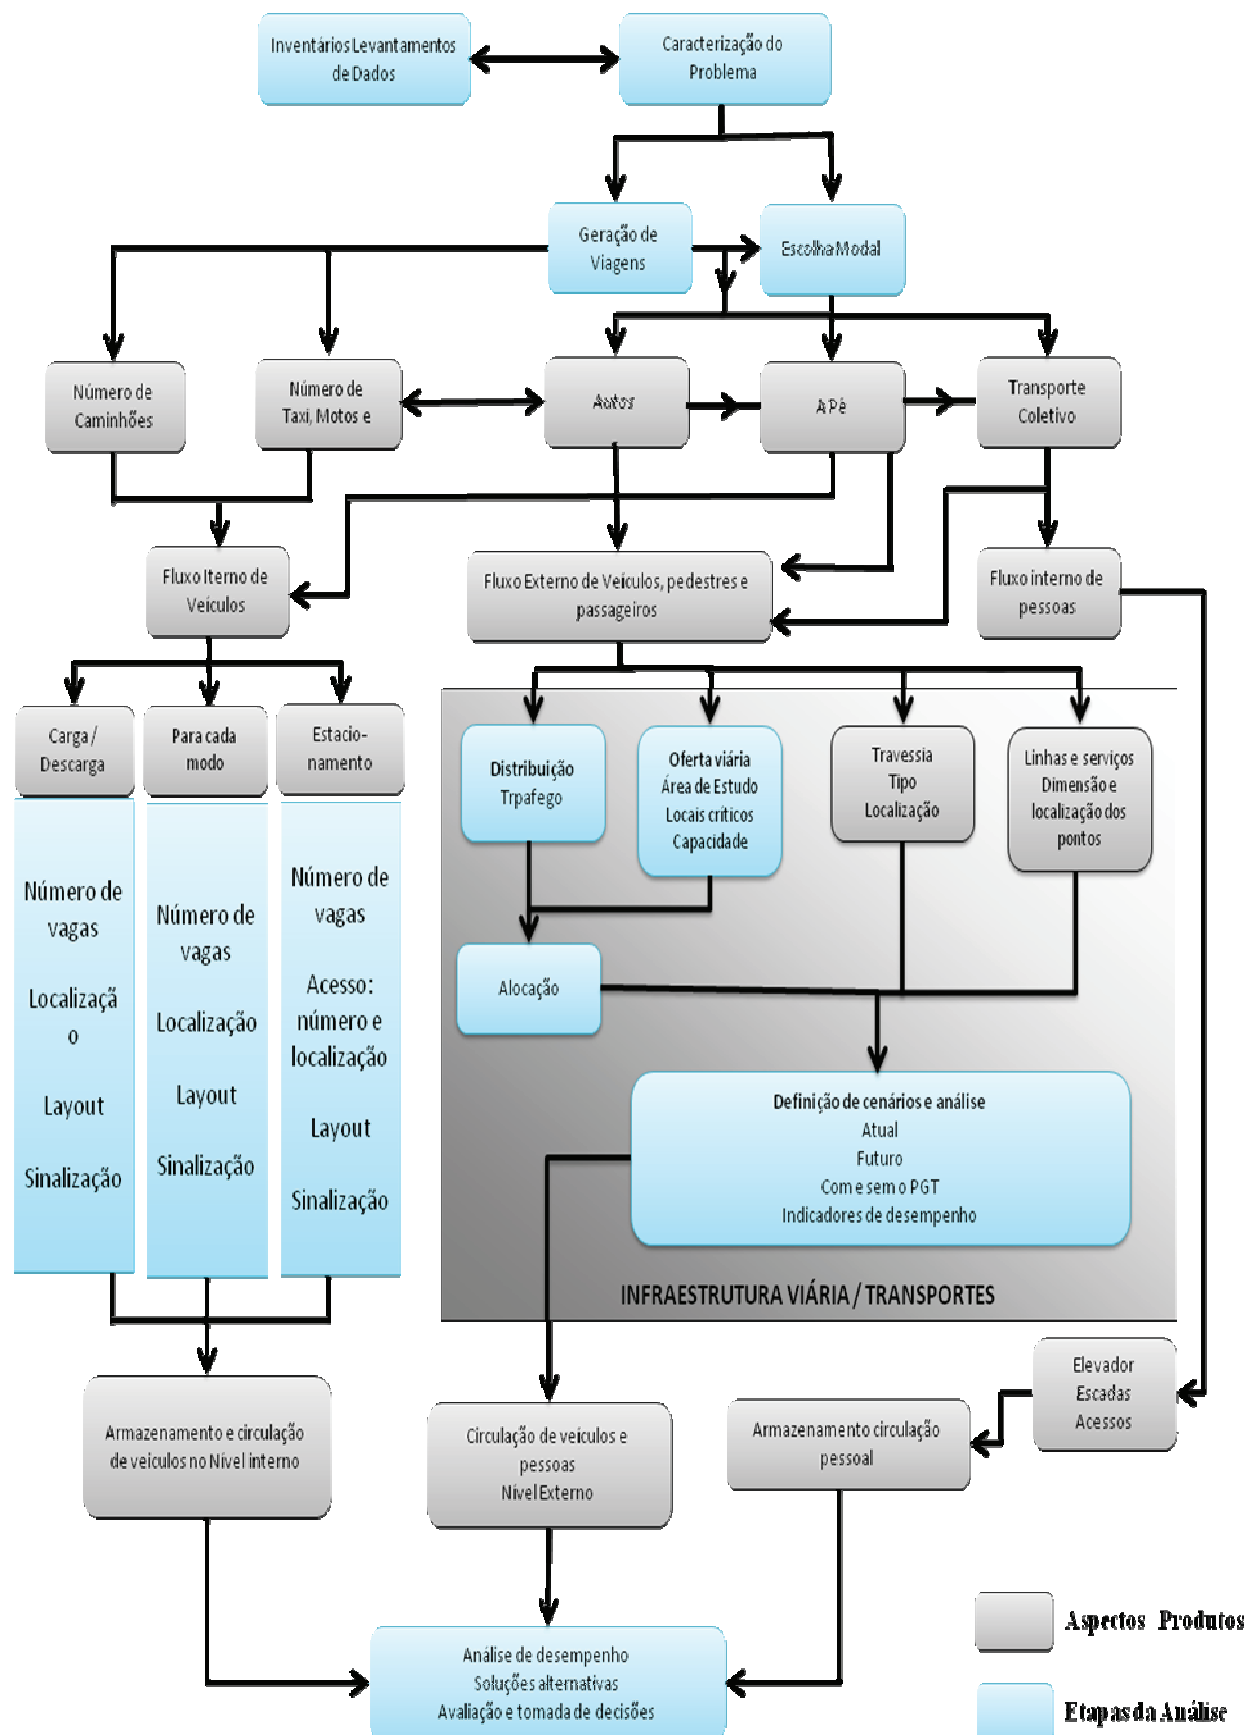 Inventários Levantamentos
de Dados
Caracterização do
Problema
Geração de
Viagens
Escolha Modal
Número de
Caminhões
Número de
Taxi, Motos e
Autos
A Pé
Transporte
Coletivo
Fluxo Iterno de
Veículos
Fluxo Externo de Veículos, pedestres e
passageiros
Fluxo interno de
pessoas
Carga /
Descarga
Para cada
modo
Estacio-
namento
Distribuição
Trpafego
Oferta viária
Área de Estudo
Locais críticos
Capacidade
Travessia
Tipo
Localização
Linhas e serviços
Dimensão e
localização dos
pontos
Número de
vagas
Localizaçã
o
Layout
Sinalização
Número de
vagas
Localização
Layout
Sinalização
Número de
vagas
Acesso:
número e
localização
Layout
Sinalização
Alocação
Definição de cenários e análise
Atual
Futuro
Com e sem o PGT
Indicadores de desempenho
INFRAESTRUTURA VIÁRIA / TRANSPORTES
Elevador
Escadas
Acessos
Armazenamento e circulação
de veiculos no Nível interno
Circulação de veículos e
pessoas
Nível Externo
Armazenamento circulação
pessoal
Análise de desempenho
Soluções alternativas
Avaliação e tomada de decisões
Aspectos Produtos
Etapas da Análise